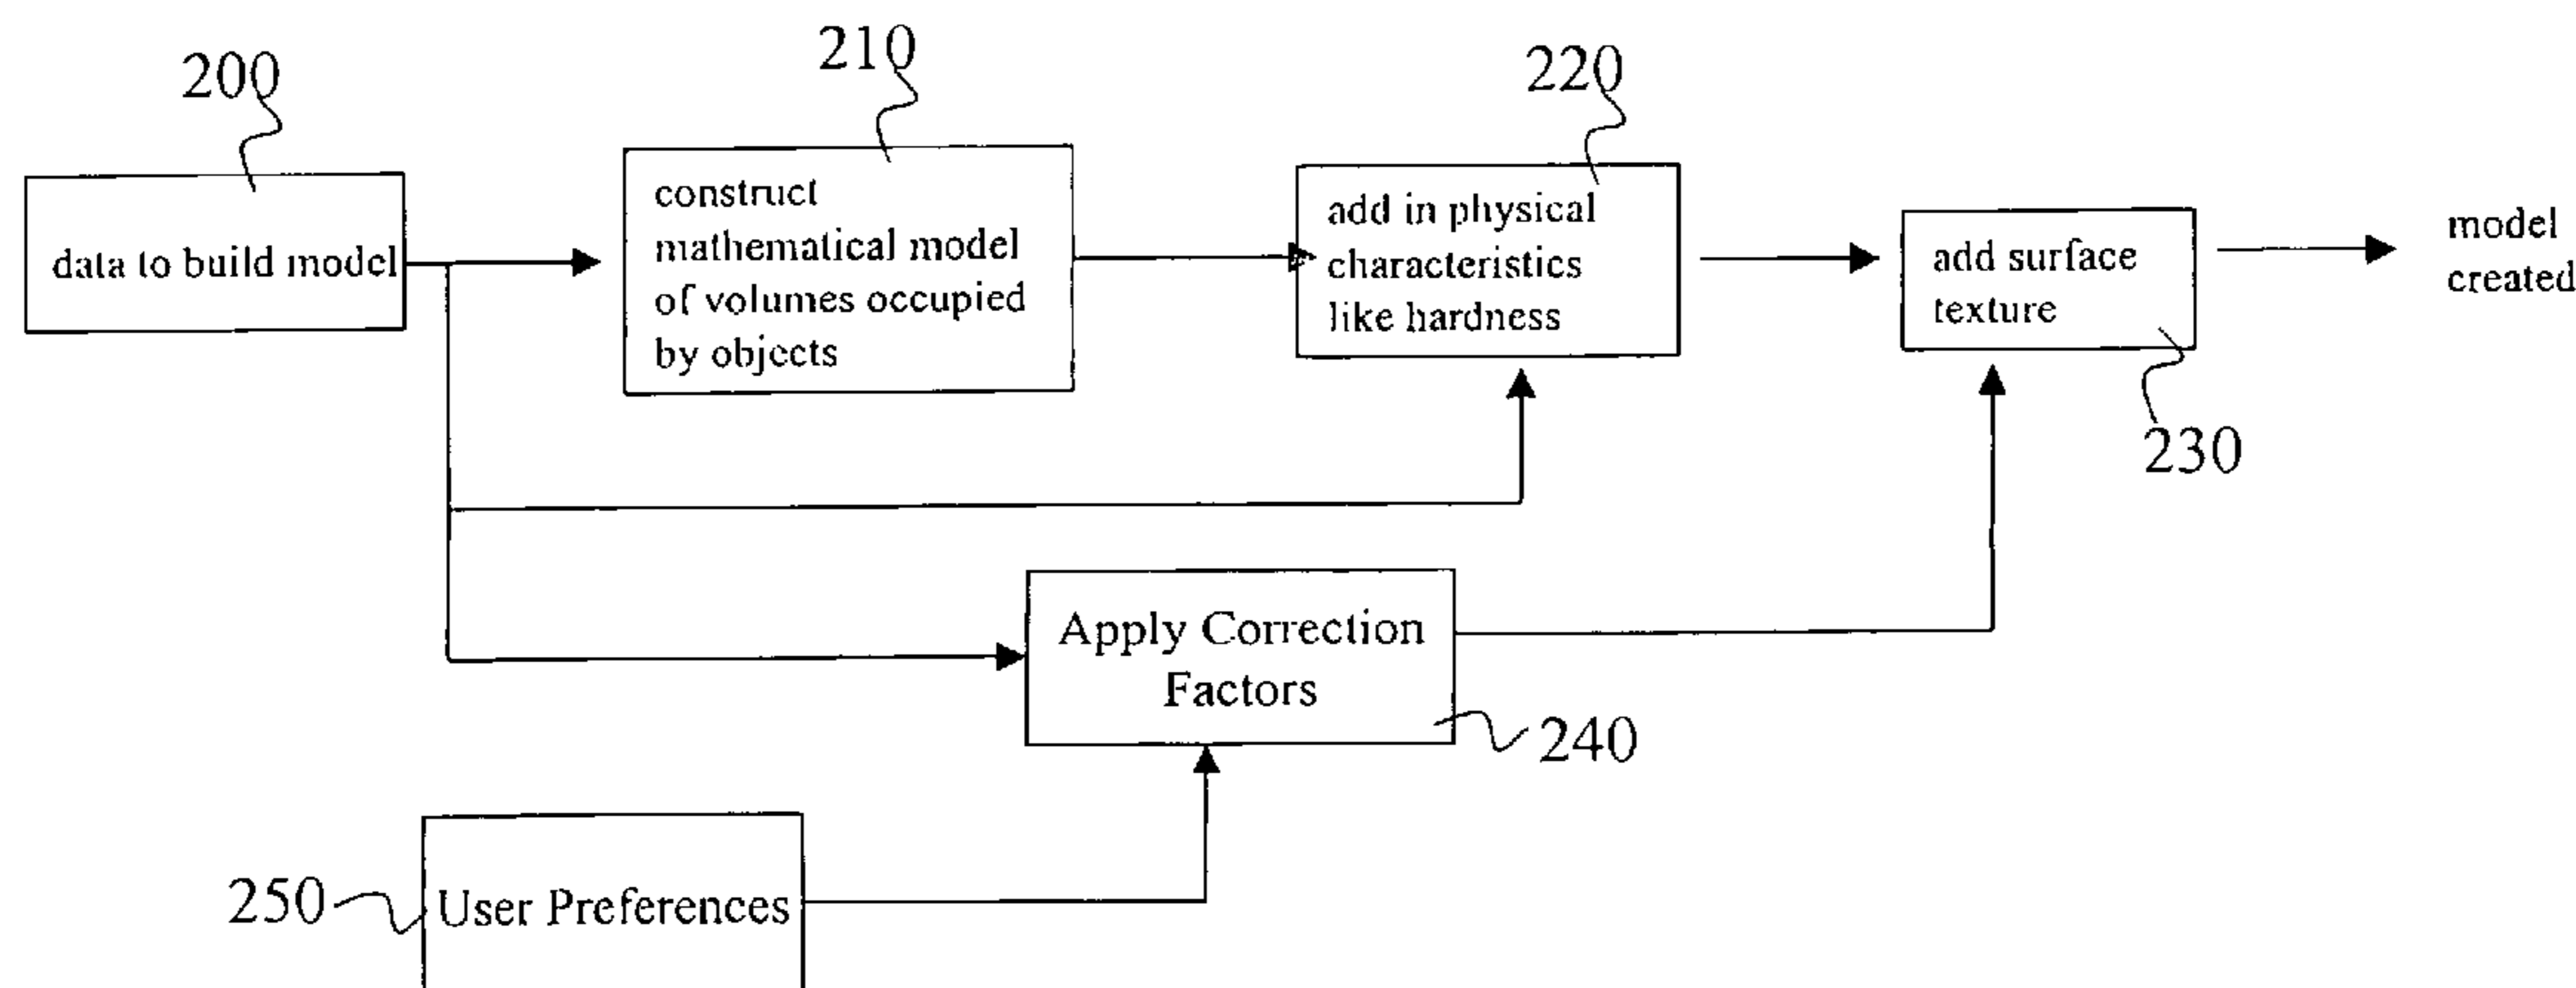 200
210
220
data to build model
construct
mathematical model
of volumes occupied
by objects
add in physical
characteristics
like hardness
add surface
texture
model
created
230
Apply Correction
Factors
240
250
User Preferences